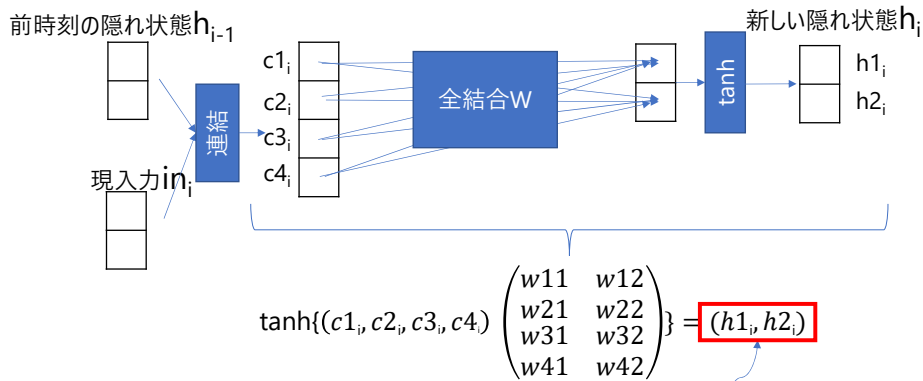 前時刻の隠れ状態hᵢ₋₁
新しい隠れ状態hᵢ
c1ᵢ
c2ᵢ
c3ᵢ
c4ᵢ
連結
全結合W
tanh
h1ᵢ
h2ᵢ
現入力inᵢ
w11 w12
w21 w22
tanh{(c1ᵢ, c2ᵢ, c3ᵢ, c4ᵢ) } = (h1ᵢ, h2ᵢ)
w31 w32
w41 w42